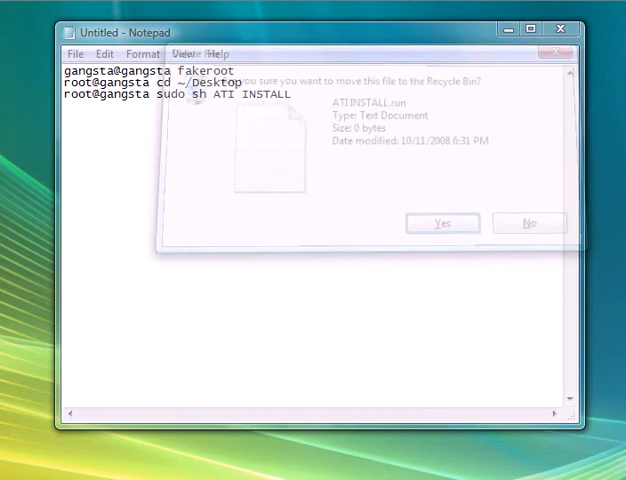 Untitled - Notepad
File Edit Format View Help
Delete File
gangsta@gangsta fakeroot
root@gangsta cd ~/Desktop
root@gangsta sudo sh ATI INSTALL
you sure you want to move this file to the Recycle Bin?
ATI INSTALL.run
Type: Text Document
Size: 0 bytes
Date modified: 10/11/2008 6:31 PM
Yes
No